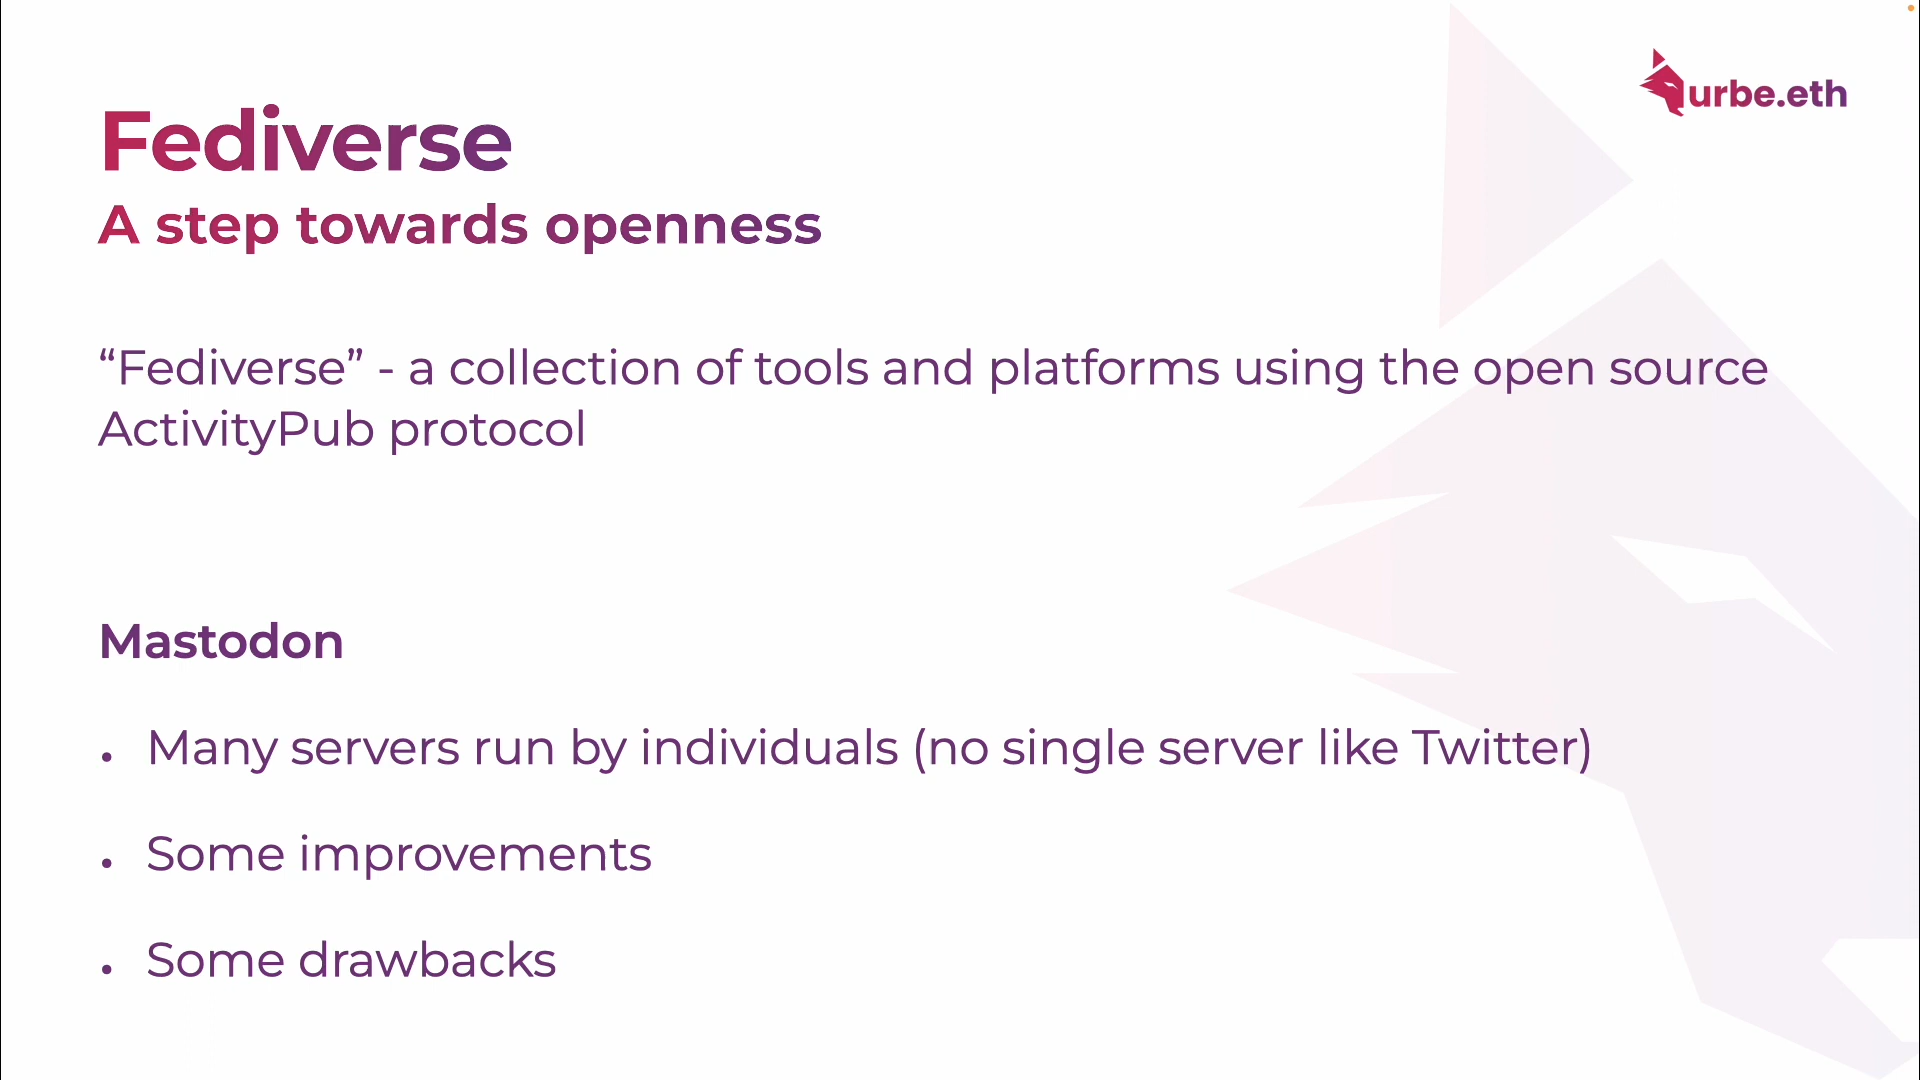 urbe.eth
Fediverse
A step towards openness
“Fediverse” - a collection of tools and platforms using the open source
ActivityPub protocol
Mastodon
• Many servers run by individuals (no single server like Twitter)
• Some improvements
• Some drawbacks